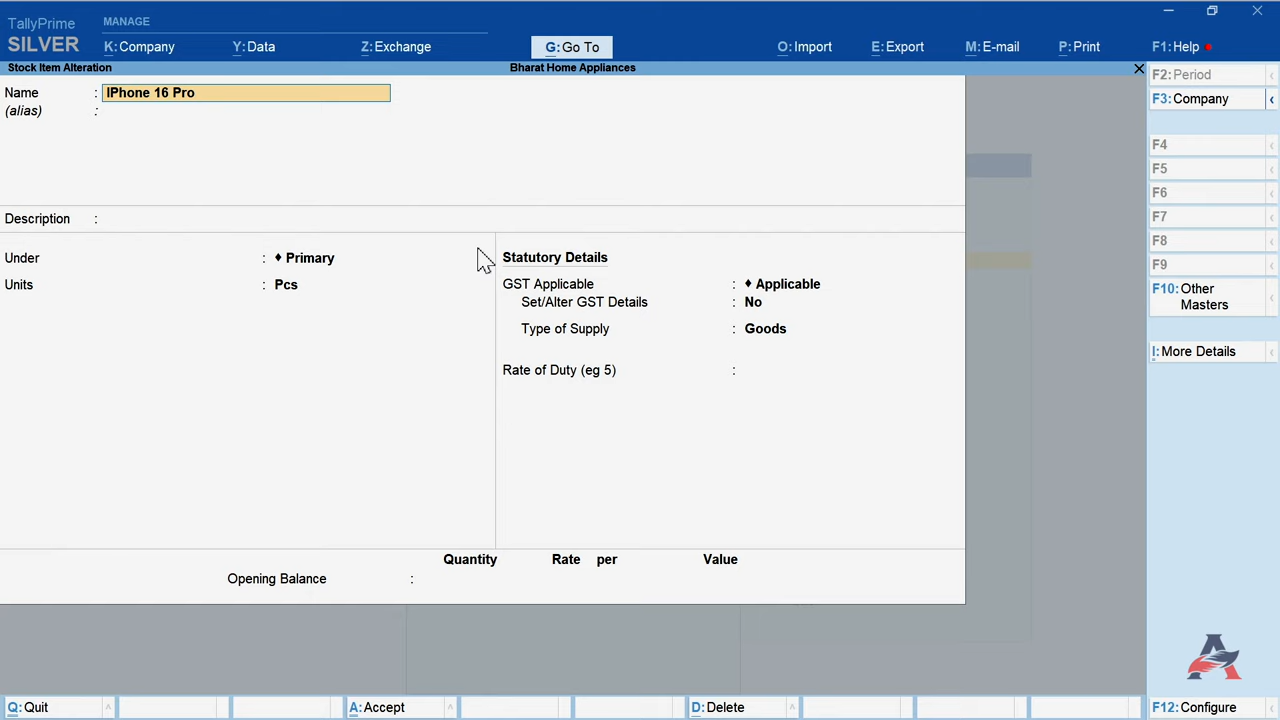 TallyPrime
MANAGE
SILVER
K:Company
Y:Data
Z:Exchange
G:Go To
O:Import
E:Export
M:E-mail
P:Print
F1:Help
Stock Item Alteration
Bharat Home Appliances
F2:Period
F3:Company
Name : IPhone 16 Pro
(alias) :
F4
F5
F6
F7
F8
F9
F10:Other Masters
I:More Details
Description :
Under : ♦ Primary
Units : Pcs
Statutory Details
GST Applicable : ♦ Applicable
Set/Alter GST Details : No
Type of Supply : Goods
Rate of Duty (eg 5) :
Quantity Rate per Value
Opening Balance :
Q:Quit
A:Accept
D:Delete
F12:Configure